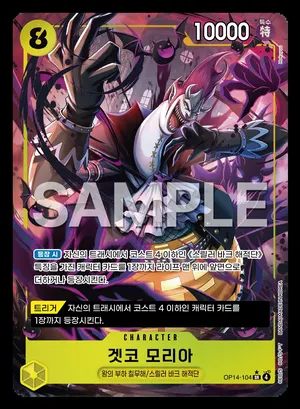 8
10000
특수
特
SAMPLE
등장 시 자신의 트래시에서 코스트 4 이하인 《스릴러 바크 해적단》
특징을 가진 캐릭터 카드를 1장까지 라이프 맨 위에 앞면으로
더하거나 등장시킨다.
트리거 자신의 트래시에서 코스트 4 이하인 캐릭터 카드를
1장까지 등장시킨다.
CHARACTER
겟코 모리아
왕의 부하 칠무해/스릴러 바크 해적단
OP14-104
SR
4